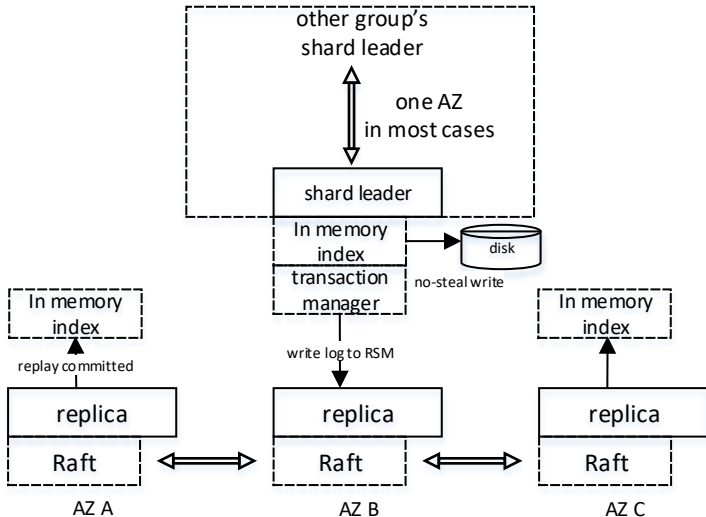 other group's
shard leader
one AZ
in most cases
shard leader
In memory
index
disk
transaction
manager
no-steal write
In memory
index
In memory
index
replay committed
write log to RSM
replica
replica
replica
Raft
Raft
Raft
AZ A
AZ B
AZ C